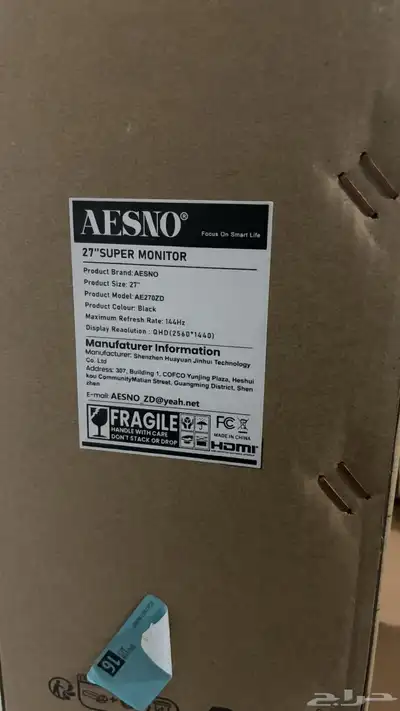 AESNO®
Focus On Smart Life
27"SUPER MONITOR
Product Brand:AESNO
Product Size: 27"
Product Model: AE270ZD
Product Colour: Black
Maximum Refresh Rate: 144Hz
Display Reaolution : QHD(2560*1440)
Manufaturer Information
Manufacturer: Shenzhen Huayuan Jinhui Technology
Co. Ltd
Address: 307, Building 1, COFCO Yunjing Plaza, Heshui
kou CommunityMatian Street, Guangming District, Shen
zhen
E-mail: AESNO_ZD@yeah.net
FRAGILE
HANDLE WITH CARE
DON'T STACK OR DROP
FC
MADE IN CHINA
HDMI
16
حراج